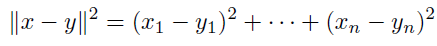 ‖x − y‖² = (x₁ − y₁)² + ⋯ + (xₙ − yₙ)²